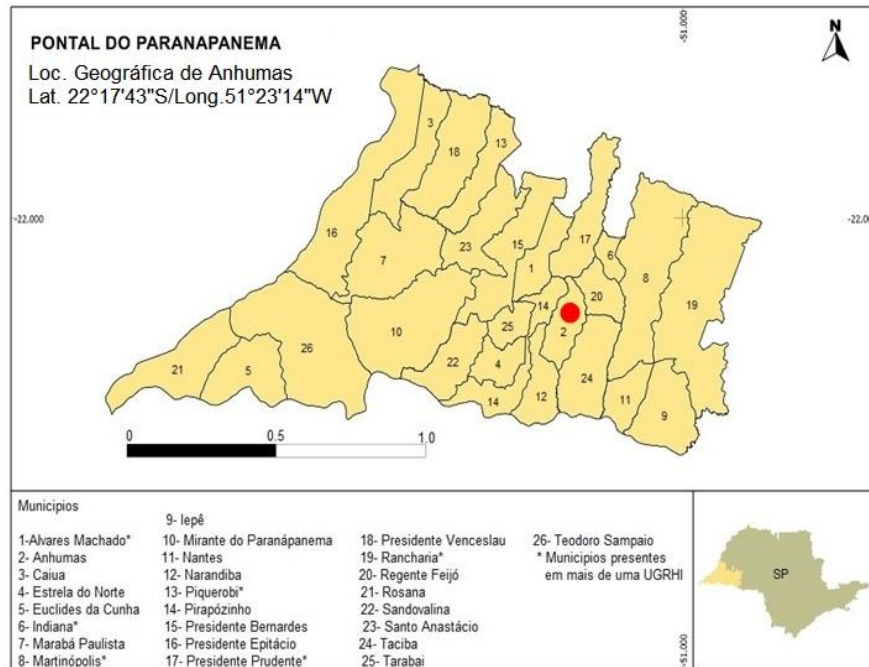 PONTAL DO PARANAPANEMA
Loc. Geográfica de Anhumas
Lat. 22°17'43"S/Long.51°23'14"W
-51.000
N
-22.000
-22.00
3
18
13
16
7
23
15
1
17
6
8
19
20
14
2
10
25
22
4
26
21
5
14
12
24
11
9
0
0.5
1.0
Municipios
1-Alvares Machado*
2- Anhumas
3- Caiua
4- Estrela do Norte
5- Euclides da Cunha
6- Indiana*
7- Marabá Paulista
8- Martinópolis*
9- Iepê
10- Mirante do Paranápanema
11- Nantes
12- Narandiba
13- Piquerobi*
14- Pirapózinho
15- Presidente Bernardes
16- Presidente Epitácio
17- Presidente Prudente*
18- Presidente Venceslau
19- Rancharia*
20- Regente Feijó
21- Rosana
22- Sandovalina
23- Santo Anastácio
24- Taciba
25- Tarabai
26- Teodoro Sampaio
* Municipios presentes
em mais de uma UGRHI
SP
-51.000